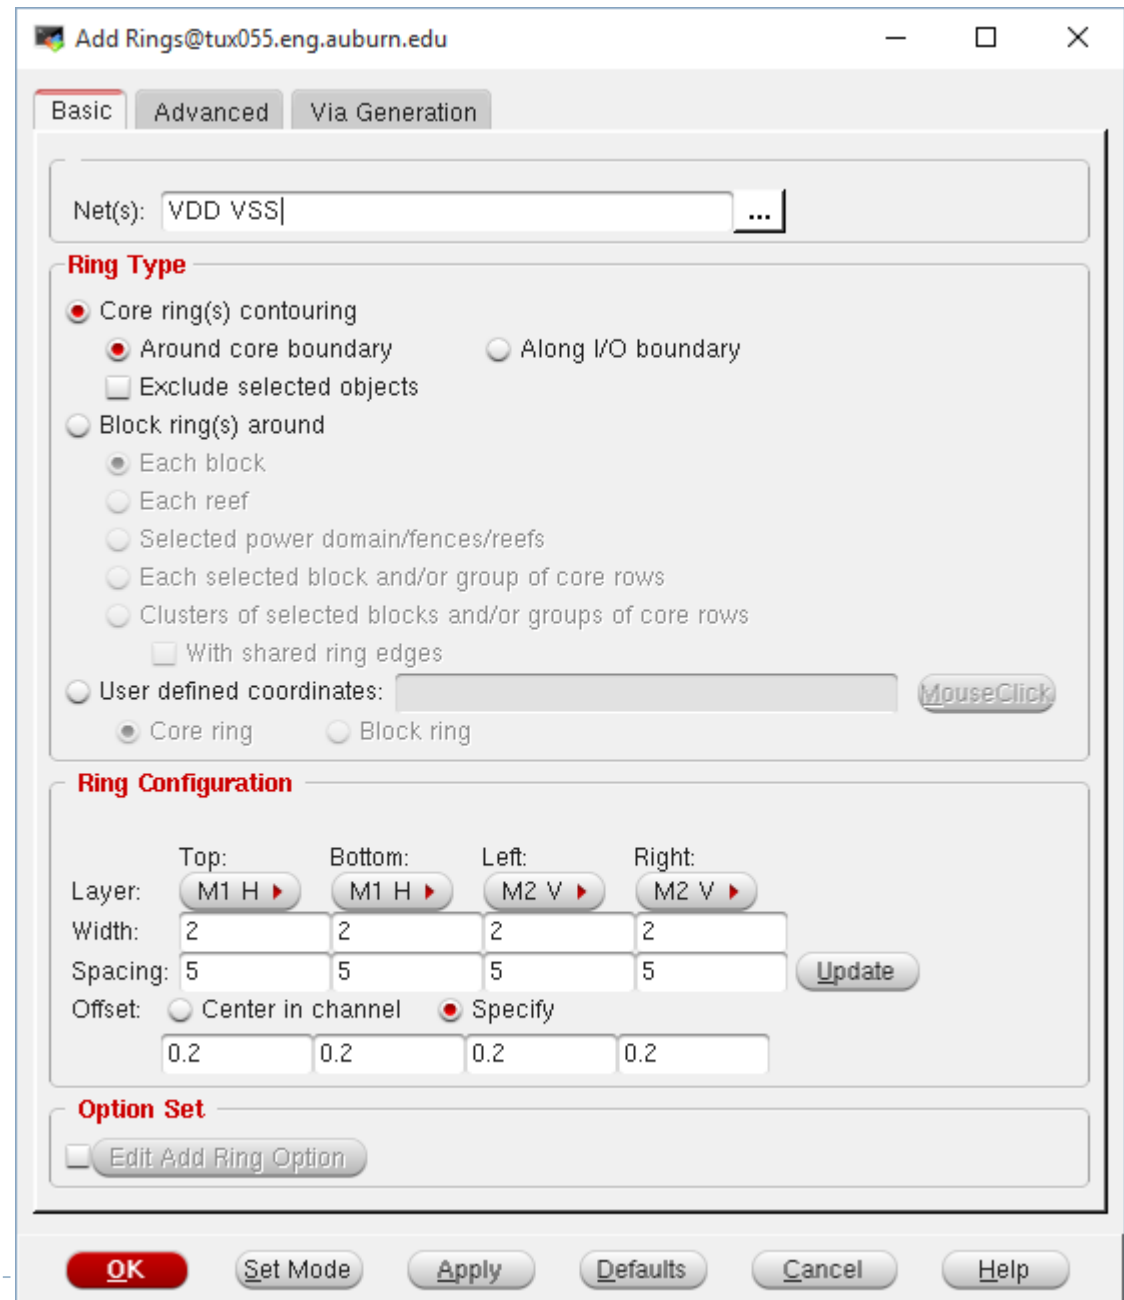 Add Rings@tux055.eng.auburn.edu
Basic Advanced Via Generation
Net(s): VDD VSS ...
Ring Type
Core ring(s) contouring
Around core boundary Along I/O boundary
Exclude selected objects
Block ring(s) around
Each block
Each reef
Selected power domain/fences/reefs
Each selected block and/or group of core rows
Clusters of selected blocks and/or groups of core rows
With shared ring edges
User defined coordinates: MouseClick
Core ring Block ring
Ring Configuration
Top: Bottom: Left: Right:
Layer: M1 H M1 H M2 V M2 V
Width: 2 2 2 2
Spacing: 5 5 5 5 Update
Offset: Center in channel Specify
0.2 0.2 0.2 0.2
Option Set
Edit Add Ring Option
OK Set Mode Apply Defaults Cancel Help